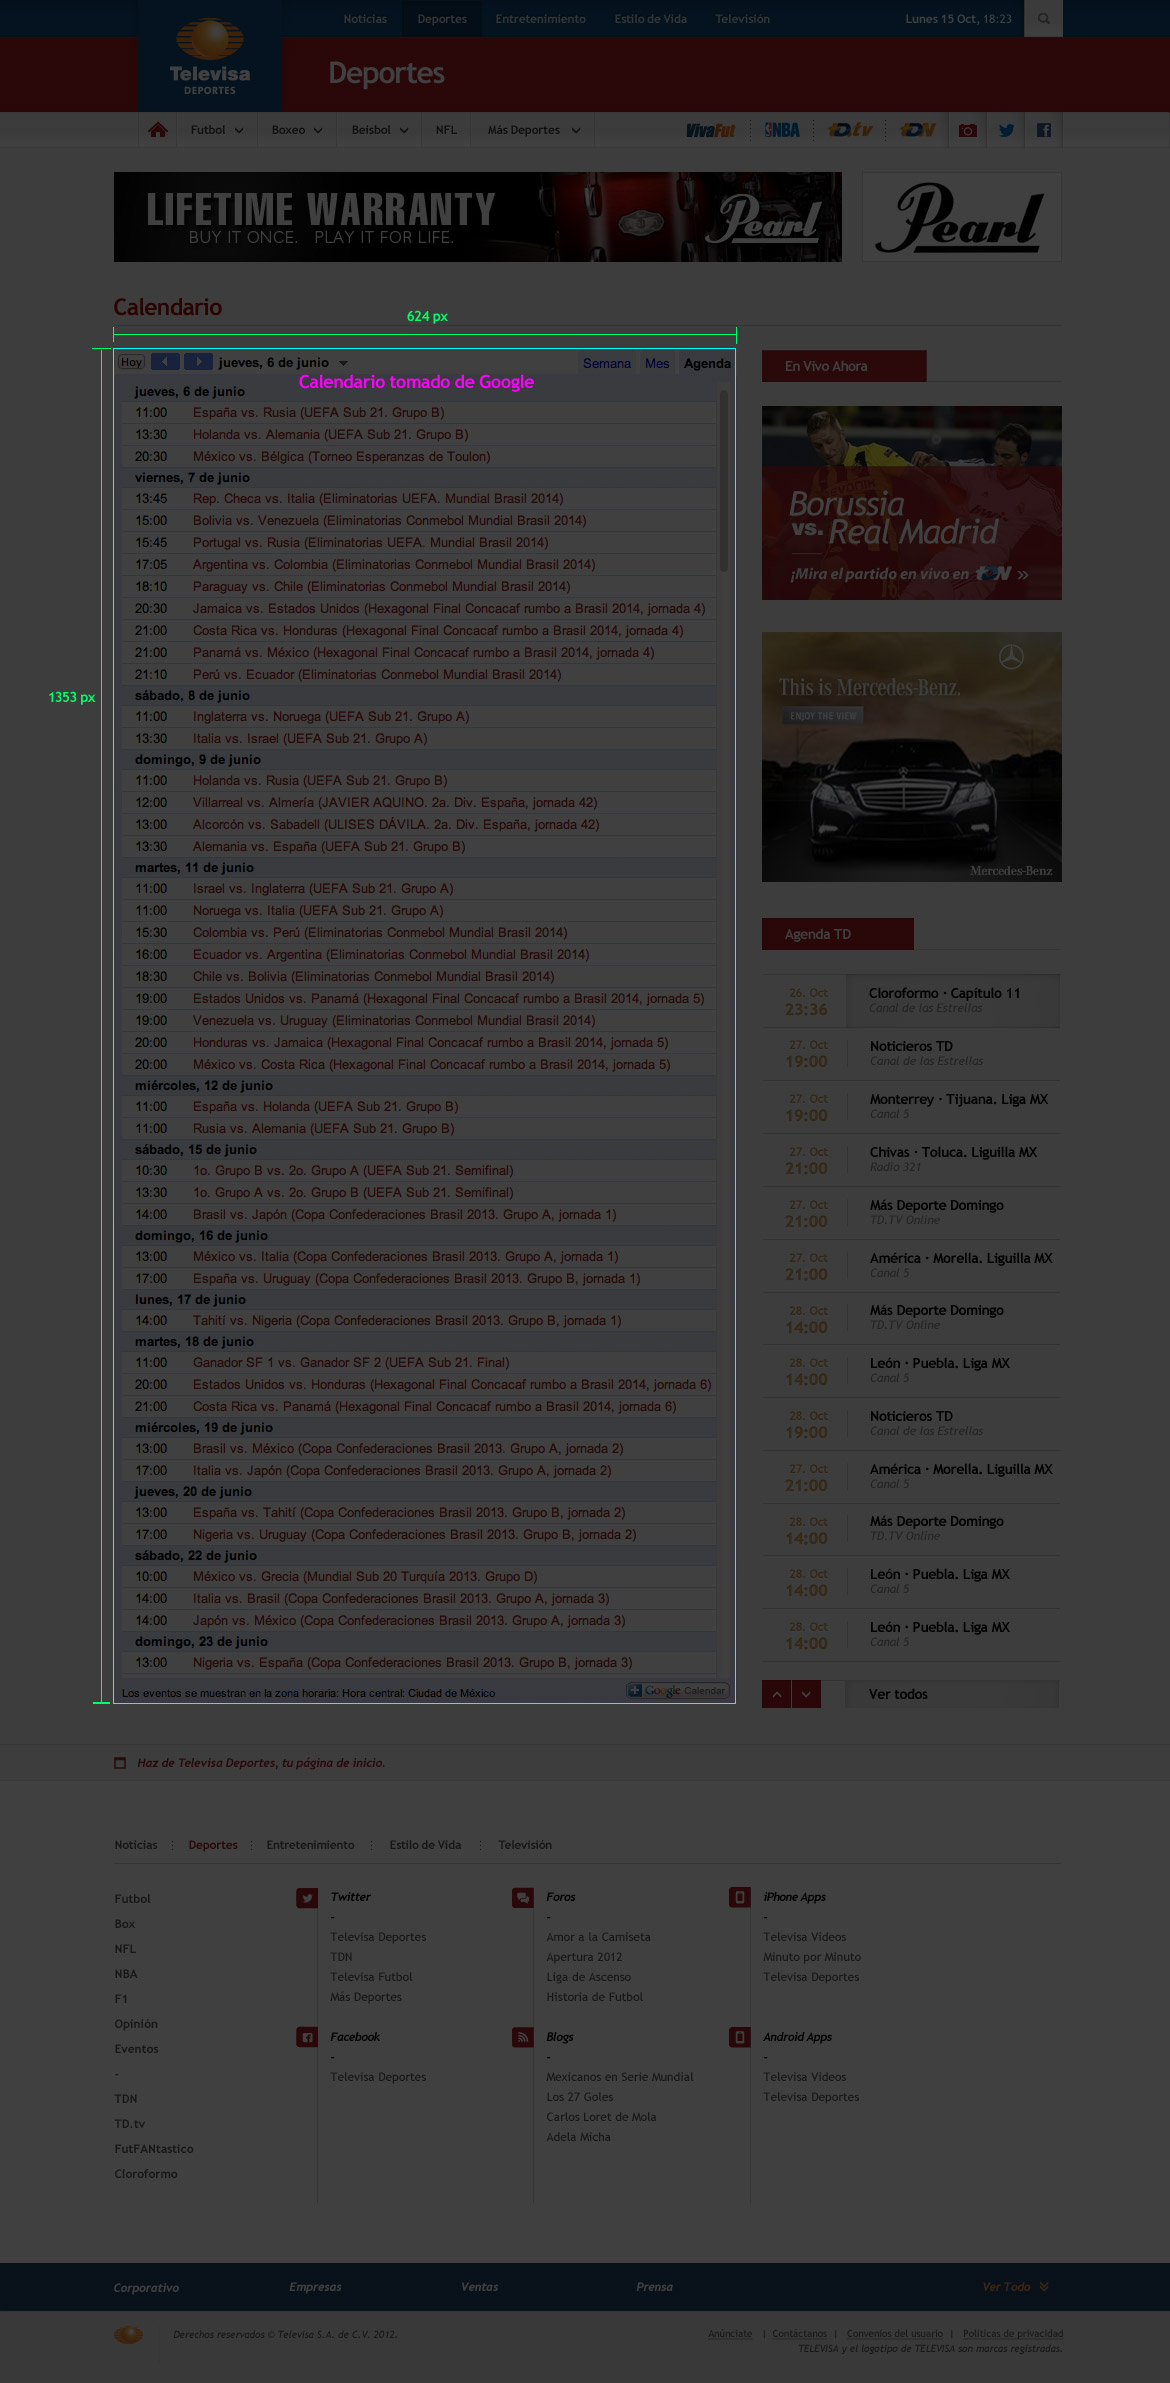 Noticias Deportes Entretenimiento Estilo de Vida Televisión Lunes 15 Oct, 18:23
Televisa
DEPORTES
Deportes
Futbol Boxeo Beisbol NFL Más Deportes VivaFut NBA TD.tv TDN
LIFETIME WARRANTY
BUY IT ONCE. PLAY IT FOR LIFE.
Pearl
Pearl
Calendario
624 px
1353 px
Hoy jueves, 6 de junio Semana Mes Agenda
Calendario tomado de Google
jueves, 6 de junio
11:00 España vs. Rusia (UEFA Sub 21. Grupo B)
13:30 Holanda vs. Alemania (UEFA Sub 21. Grupo B)
20:30 México vs. Bélgica (Torneo Esperanzas de Toulon)
viernes, 7 de junio
13:45 Rep. Checa vs. Italia (Eliminatorias UEFA. Mundial Brasil 2014)
15:00 Bolivia vs. Venezuela (Eliminatorias Conmebol Mundial Brasil 2014)
15:45 Portugal vs. Rusia (Eliminatorias UEFA. Mundial Brasil 2014)
17:05 Argentina vs. Colombia (Eliminatorias Conmebol Mundial Brasil 2014)
18:10 Paraguay vs. Chile (Eliminatorias Conmebol Mundial Brasil 2014)
20:30 Jamaica vs. Estados Unidos (Hexagonal Final Concacaf rumbo a Brasil 2014, jornada 4)
21:00 Costa Rica vs. Honduras (Hexagonal Final Concacaf rumbo a Brasil 2014, jornada 4)
21:00 Panamá vs. México (Hexagonal Final Concacaf rumbo a Brasil 2014, jornada 4)
21:10 Perú vs. Ecuador (Eliminatorias Conmebol Mundial Brasil 2014)
sábado, 8 de junio
11:00 Inglaterra vs. Noruega (UEFA Sub 21. Grupo A)
13:30 Italia vs. Israel (UEFA Sub 21. Grupo A)
domingo, 9 de junio
11:00 Holanda vs. Rusia (UEFA Sub 21. Grupo B)
12:00 Villarreal vs. Almería (JAVIER AQUINO. 2a. Div. España, jornada 42)
13:00 Alcorcón vs. Sabadell (ULISES DÁVILA. 2a. Div. España, jornada 42)
13:30 Alemania vs. España (UEFA Sub 21. Grupo B)
martes, 11 de junio
11:00 Israel vs. Inglaterra (UEFA Sub 21. Grupo A)
11:00 Noruega vs. Italia (UEFA Sub 21. Grupo A)
15:30 Colombia vs. Perú (Eliminatorias Conmebol Mundial Brasil 2014)
16:00 Ecuador vs. Argentina (Eliminatorias Conmebol Mundial Brasil 2014)
18:30 Chile vs. Bolivia (Eliminatorias Conmebol Mundial Brasil 2014)
19:00 Estados Unidos vs. Panamá (Hexagonal Final Concacaf rumbo a Brasil 2014, jornada 5)
19:00 Venezuela vs. Uruguay (Eliminatorias Conmebol Mundial Brasil 2014)
20:00 Honduras vs. Jamaica (Hexagonal Final Concacaf rumbo a Brasil 2014, jornada 5)
20:00 México vs. Costa Rica (Hexagonal Final Concacaf rumbo a Brasil 2014, jornada 5)
miércoles, 12 de junio
11:00 España vs. Holanda (UEFA Sub 21. Grupo B)
11:00 Rusia vs. Alemania (UEFA Sub 21. Grupo B)
sábado, 15 de junio
10:30 1o. Grupo B vs. 2o. Grupo A (UEFA Sub 21. Semifinal)
13:30 1o. Grupo A vs. 2o. Grupo B (UEFA Sub 21. Semifinal)
14:00 Brasil vs. Japón (Copa Confederaciones Brasil 2013. Grupo A, jornada 1)
domingo, 16 de junio
13:00 México vs. Italia (Copa Confederaciones Brasil 2013. Grupo A, jornada 1)
17:00 España vs. Uruguay (Copa Confederaciones Brasil 2013. Grupo B, jornada 1)
lunes, 17 de junio
14:00 Tahití vs. Nigeria (Copa Confederaciones Brasil 2013. Grupo B, jornada 1)
martes, 18 de junio
11:00 Ganador SF 1 vs. Ganador SF 2 (UEFA Sub 21. Final)
20:00 Estados Unidos vs. Honduras (Hexagonal Final Concacaf rumbo a Brasil 2014, jornada 6)
21:00 Costa Rica vs. Panamá (Hexagonal Final Concacaf rumbo a Brasil 2014, jornada 6)
miércoles, 19 de junio
13:00 Brasil vs. México (Copa Confederaciones Brasil 2013. Grupo A, jornada 2)
17:00 Italia vs. Japón (Copa Confederaciones Brasil 2013. Grupo A, jornada 2)
jueves, 20 de junio
13:00 España vs. Tahití (Copa Confederaciones Brasil 2013. Grupo B, jornada 2)
17:00 Nigeria vs. Uruguay (Copa Confederaciones Brasil 2013. Grupo B, jornada 2)
sábado, 22 de junio
10:00 México vs. Grecia (Mundial Sub 20 Turquía 2013. Grupo D)
14:00 Italia vs. Brasil (Copa Confederaciones Brasil 2013. Grupo A, jornada 3)
14:00 Japón vs. México (Copa Confederaciones Brasil 2013. Grupo A, jornada 3)
domingo, 23 de junio
13:00 Nigeria vs. España (Copa Confederaciones Brasil 2013. Grupo B, jornada 3)
Los eventos se muestran en la zona horaria: Hora central: Ciudad de México
Google Calendar
En Vivo Ahora
Borussia
vs. Real Madrid
¡Mira el partido en vivo en TDN »
This is Mercedes-Benz.
ENJOY THE VIEW
Mercedes-Benz
Agenda TD
26. Oct Cloroformo · Capítulo 11
23:36 Canal de las Estrellas
27. Oct Noticieros TD
19:00 Canal de las Estrellas
27. Oct Monterrey · Tijuana. Liga MX
19:00 Canal 5
27. Oct Chivas · Toluca. Liguilla MX
21:00 Radio 321
27. Oct Más Deporte Domingo
21:00 TD.TV Online
27. Oct América · Morella. Liguilla MX
21:00 Canal 5
28. Oct Más Deporte Domingo
14:00 TD.TV Online
28. Oct León · Puebla. Liga MX
14:00 Canal 5
28. Oct Noticieros TD
19:00 Canal de las Estrellas
27. Oct América · Morella. Liguilla MX
21:00 Canal 5
28. Oct Más Deporte Domingo
14:00 TD.TV Online
28. Oct León · Puebla. Liga MX
14:00 Canal 5
28. Oct León · Puebla. Liga MX
14:00 Canal 5
Ver todos
Haz de Televisa Deportes, tu página de inicio.
Noticias Deportes Entretenimiento Estilo de Vida Televisión
Futbol
Box
NFL
NBA
F1
Opinión
Eventos
-
TDN
TD.tv
FutFANtastico
Cloroformo
Twitter
-
Televisa Deportes
TDN
Televisa Futbol
Más Deportes
Facebook
-
Televisa Deportes
Foros
-
Amor a la Camiseta
Apertura 2012
Liga de Ascenso
Historia de Futbol
Blogs
-
Mexicanos en Serie Mundial
Los 27 Goles
Carlos Loret de Mola
Adela Micha
iPhone Apps
-
Televisa Videos
Minuto por Minuto
Televisa Deportes
Android Apps
-
Televisa Videos
Televisa Deportes
Corporativo Empresas Ventas Prensa Ver Todo
Derechos reservados © Televisa S.A. de C.V. 2012.
Anúnciate | Contáctanos | Convenios del usuario | Políticas de privacidad
TELEVISA y el logotipo de TELEVISA son marcas registradas.